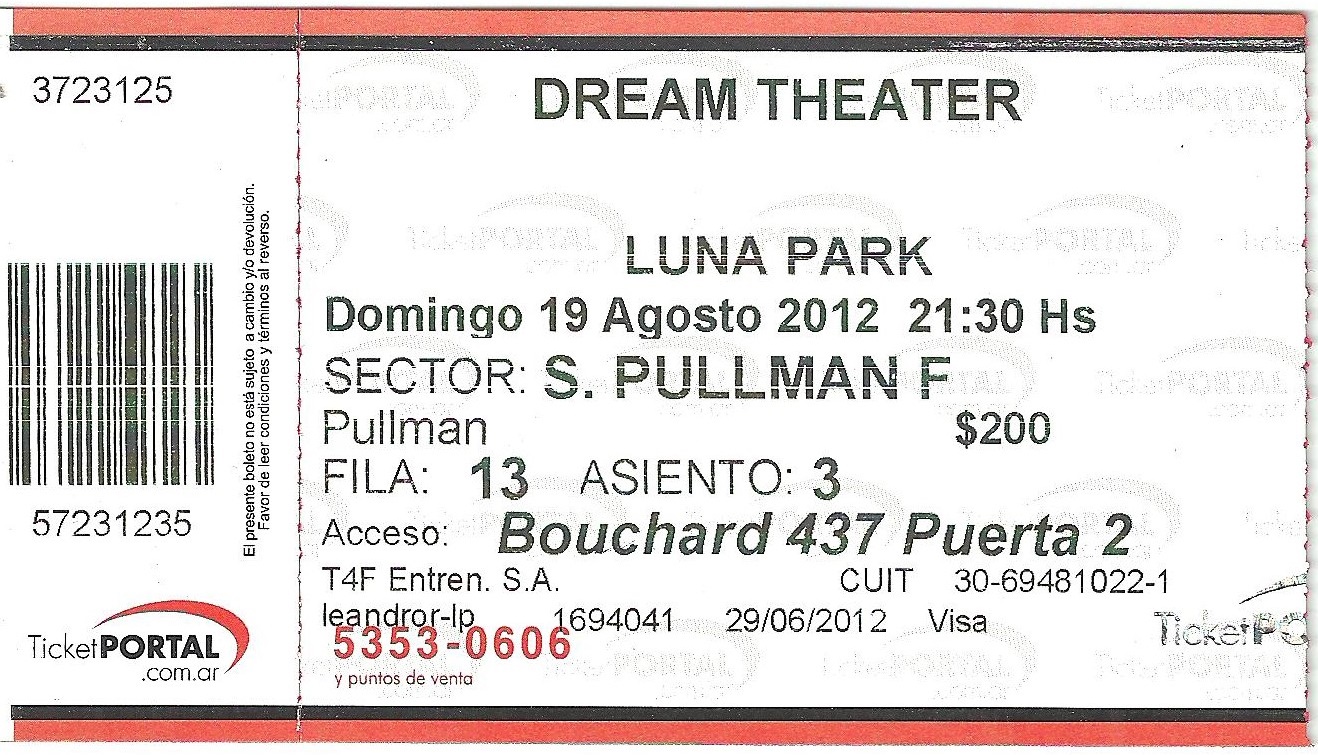 3723125
57231235
TicketPORTAL
.com.ar
El presente boleto no está sujeto a cambio y/o devolución.
Favor de leer condiciones y términos al reverso.
DREAM THEATER
LUNA PARK
Domingo 19 Agosto 2012 21:30 Hs
SECTOR: S. PULLMAN F
Pullman $200
FILA: 13 ASIENTO: 3
Acceso: Bouchard 437 Puerta 2
T4F Entren. S.A. CUIT 30-69481022-1
leandror-lp 1694041 29/06/2012 Visa
5353-0606
y puntos de venta